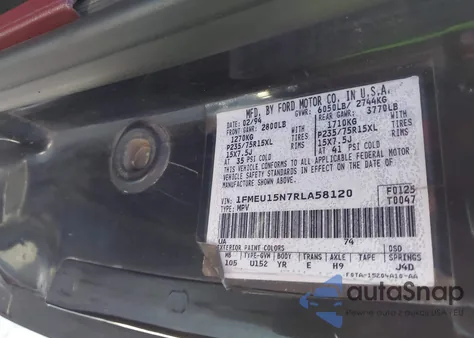 MFD. BY FORD MOTOR CO. IN U.S.A.
DATE: 02/94 GVWR: 6050LB/ 2744KG
FRONT GAWR: 2800LB REAR GAWR: 3770LB
1270KG WITH 1710KG WITH
P235/75R15XL TIRES P235/75R15XL TIRES
15X7.5J RIMS 15X7.5J RIMS
AT 35 PSI COLD AT 41 PSI COLD
THIS VEHICLE CONFORMS TO ALL APPLICABLE FEDERAL MOTOR
VEHICLE SAFETY STANDARDS IN EFFECT ON THE DATE OF
MANUFACTURE SHOWN ABOVE.
VIN: 1FMEU15N7RLA58120 F0125
TYPE: MPV T0047
UA 74
EXTERIOR PAINT COLORS DSO
WB TYPE-GVW BODY TRANS AXLE TAPE SPRINGS
105 U152 YR E H9 J4D
autoSnap